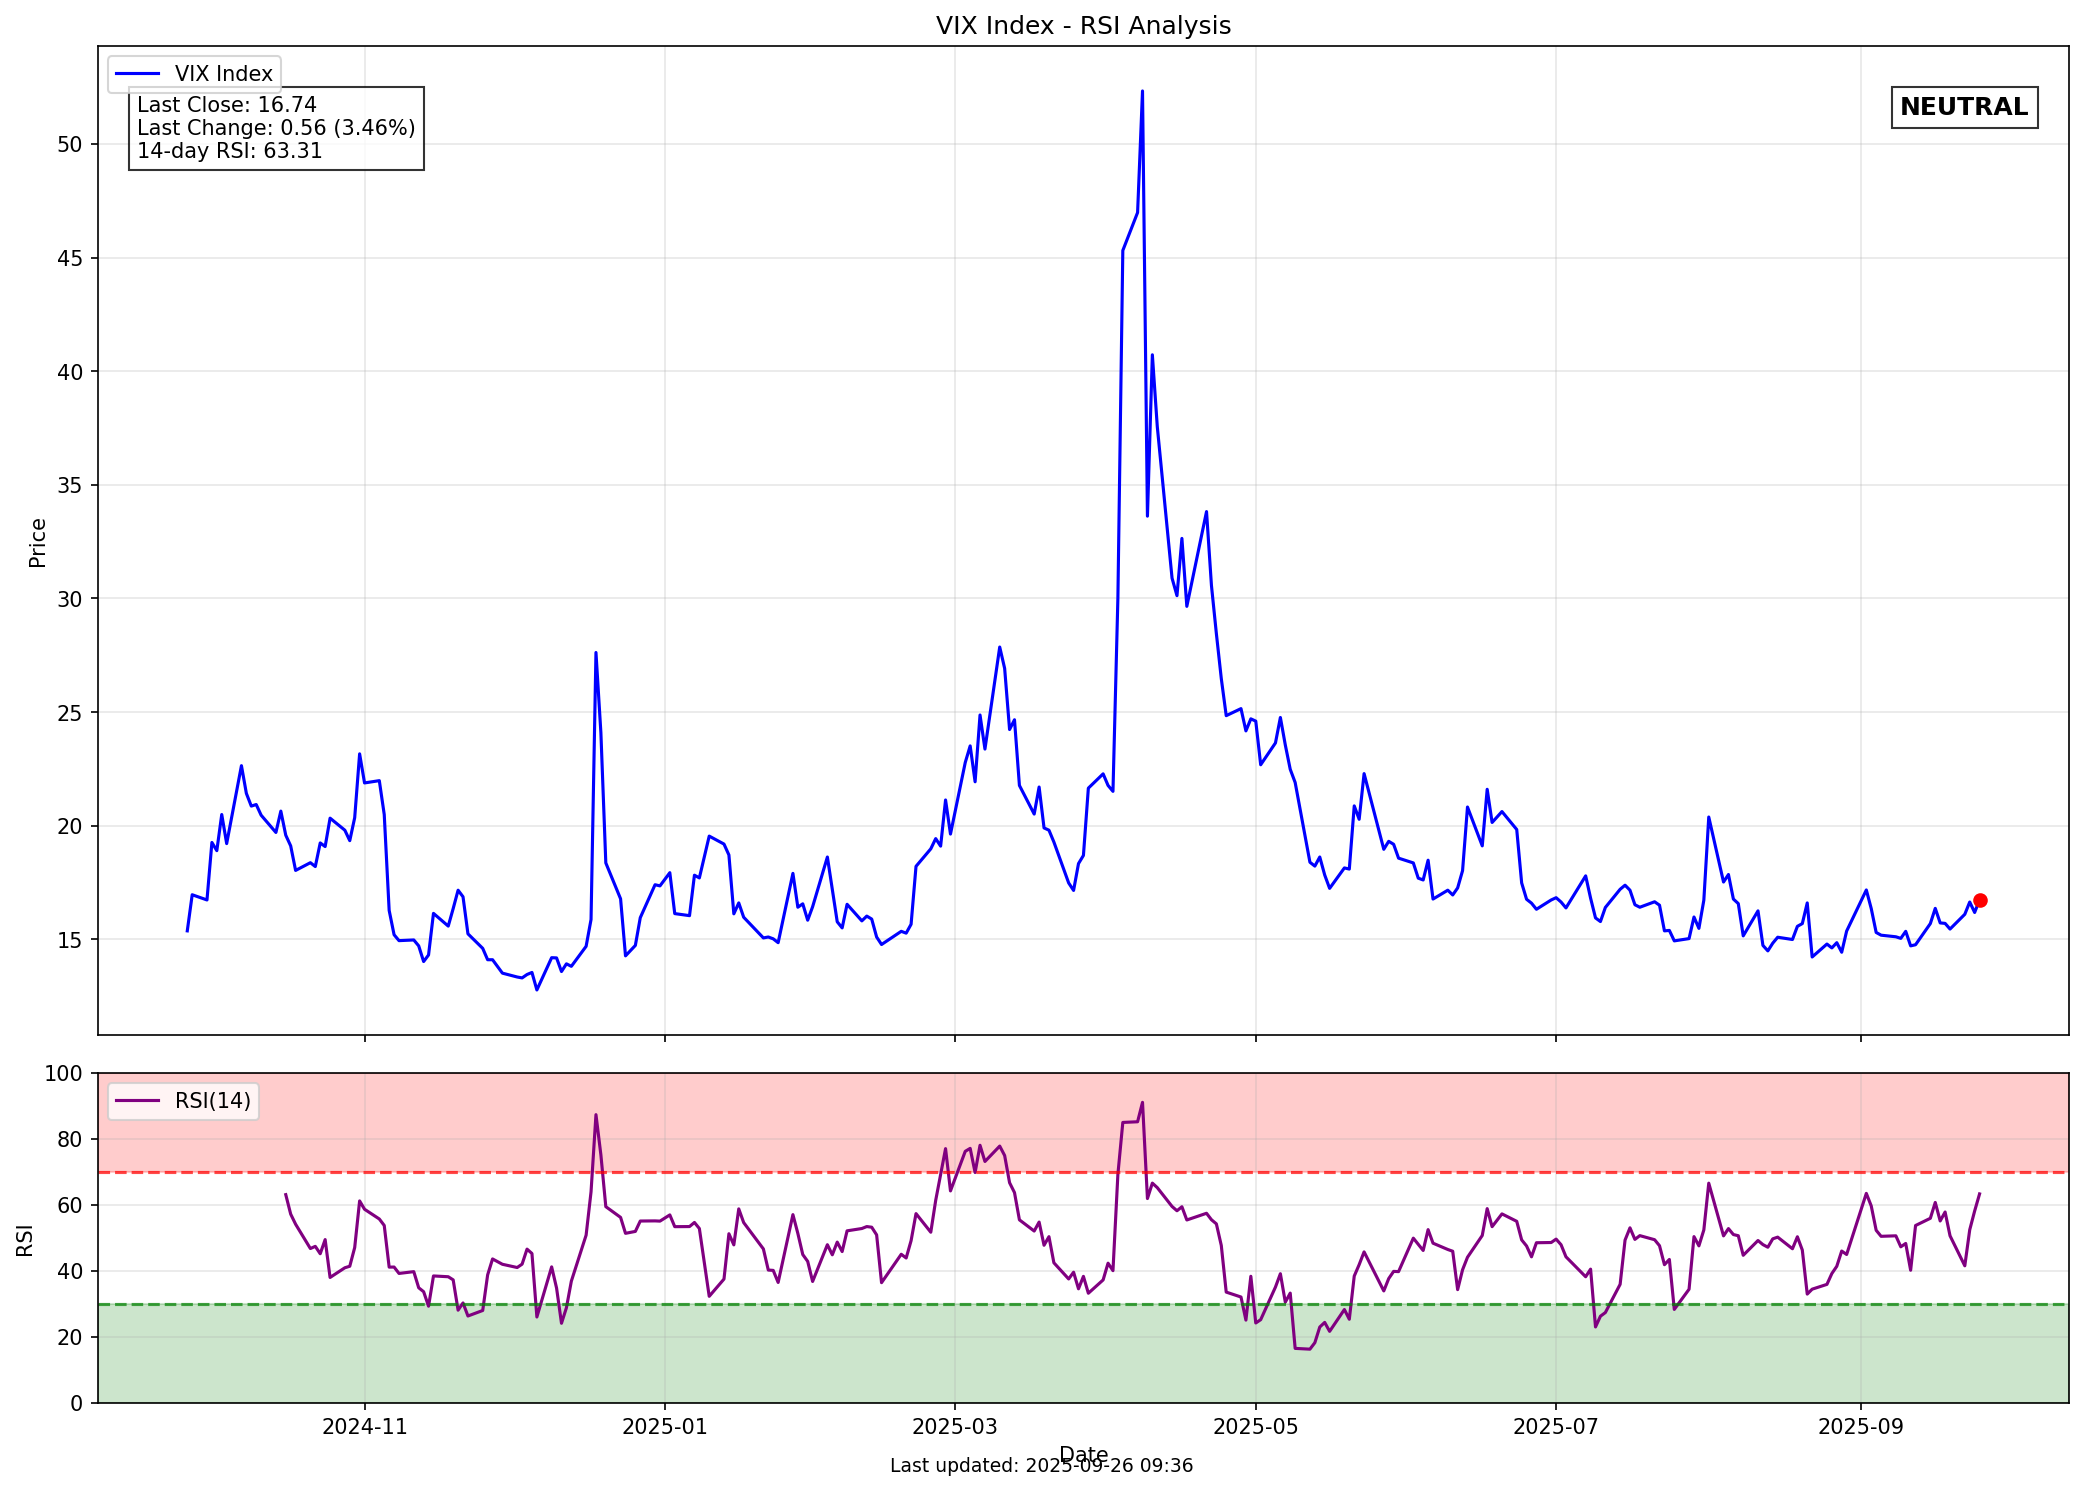 VIX Index - RSI Analysis
VIX Index
Last Close: 16.74
Last Change: 0.56 (3.46%)
14-day RSI: 63.31
NEUTRAL
50
45
40
35
30
25
20
15
Price
100
80
60
40
20
0
RSI
RSI(14)
2024-11
2025-01
2025-03
2025-05
2025-07
2025-09
Date
Last updated: 2025-09-26 09:36